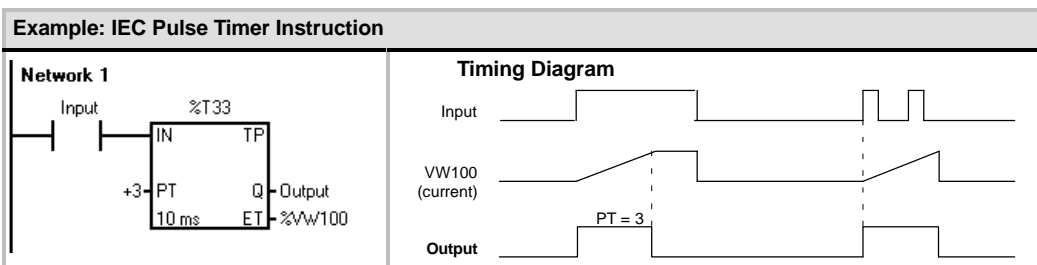 Example: IEC Pulse Timer Instruction
Network 1
Input
%T33
IN TP
+3 PT Q Output
10 ms ET %VW100
Timing Diagram
Input
VW100
(current)
PT = 3
Output